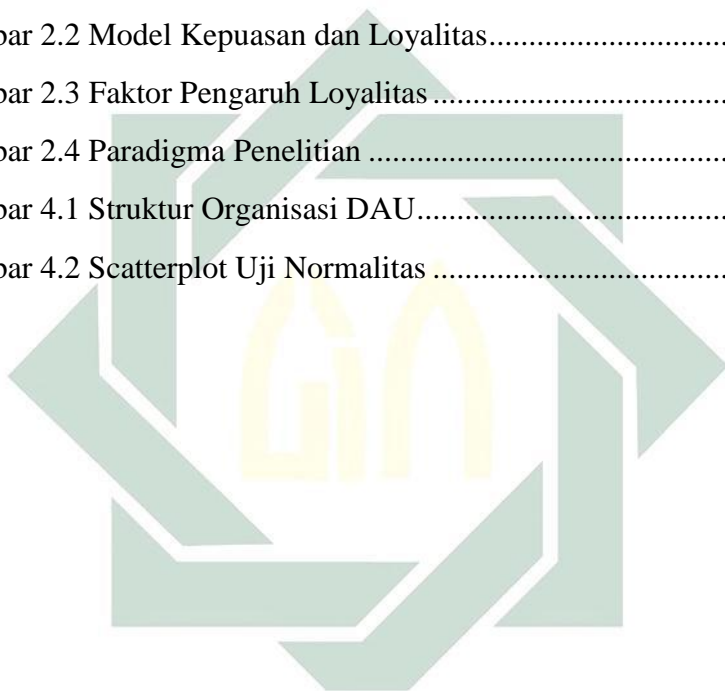 bar 2.2 Model Kepuasan dan Loyalitas..............................
bar 2.3 Faktor Pengaruh Loyalitas......................................
bar 2.4 Paradigma Penelitian ..............................................
bar 4.1 Struktur Organisasi DAU........................................
bar 4.2 Scatterplot Uji Normalitas ......................................